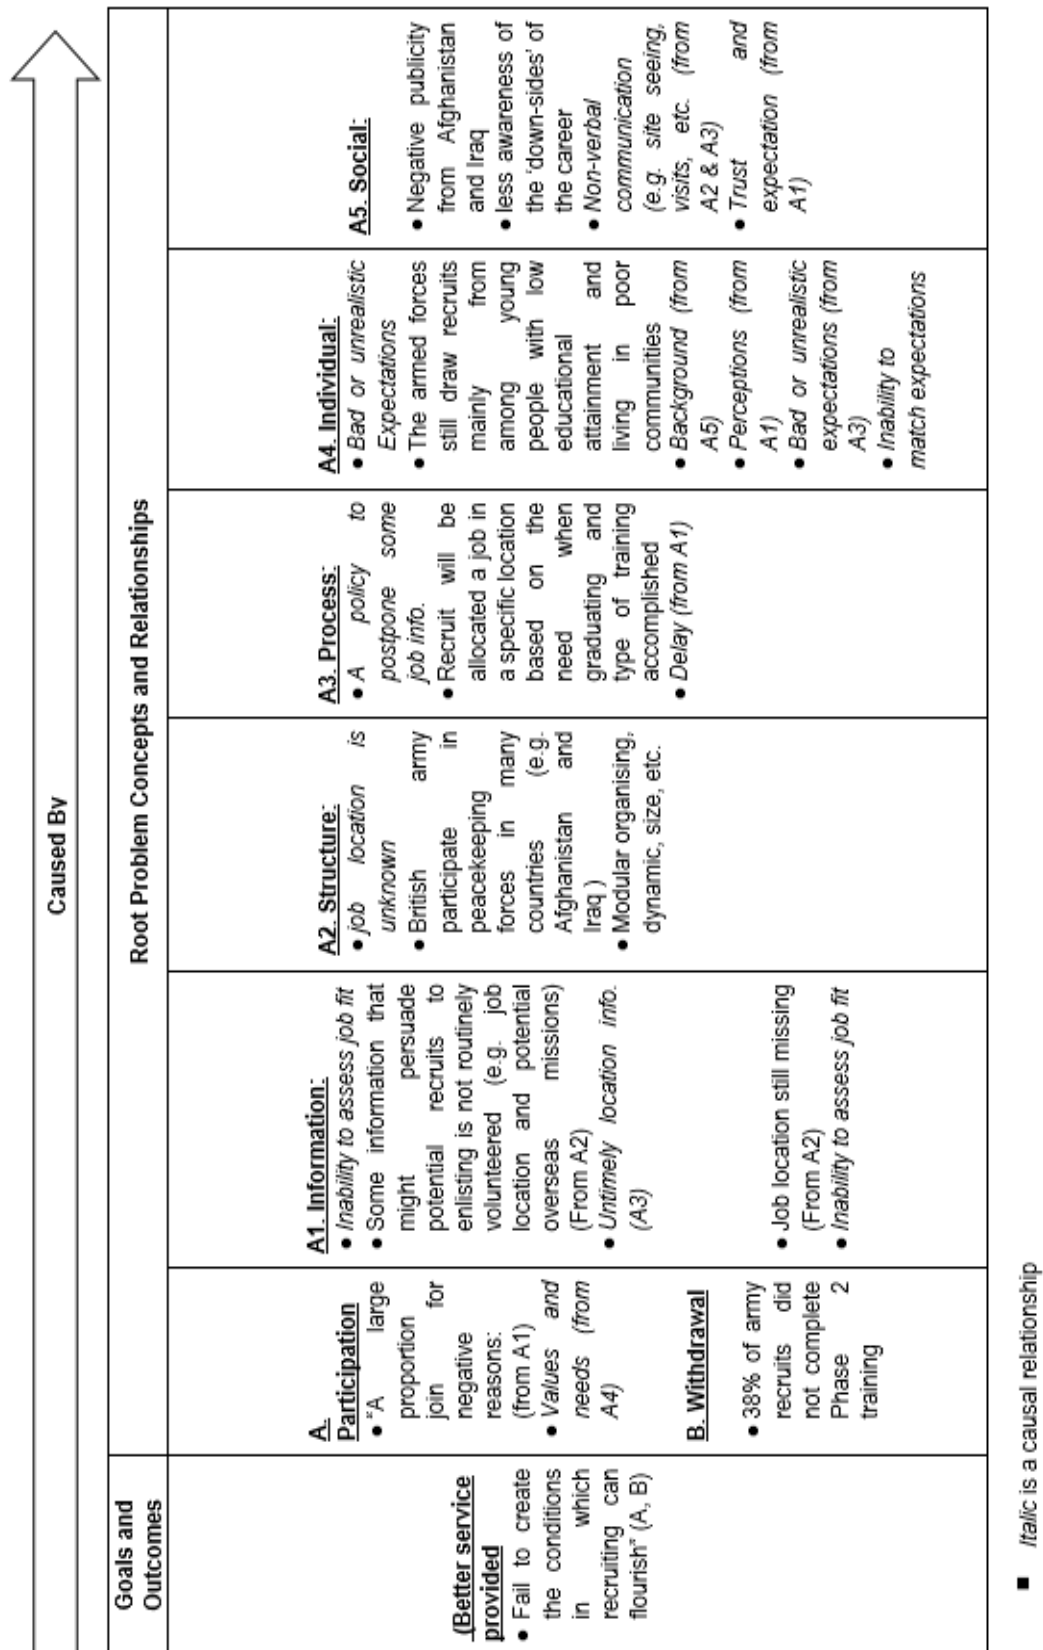 Caused By
Goals and
Outcomes
Root Problem Concepts and Relationships
(Better service
provided
● Fail to create
the conditions
in which
recruiting can
flourish" (A, B)
A.
Participation
● "A large
proportion
join for
negative
reasons:
(from A1)
● Values and
needs (from
A4)
B. Withdrawal
● 38% of army
recruits did
not complete
Phase 2
training
A1. Information:
● Inability to assess job fit
● Some information that
might persuade
potential recruits to
enlisting is not routinely
volunteered (e.g. job
location and potential
overseas missions)
(From A2)
● Untimely location info.
(A3)
● Job location still missing
(From A2)
● Inability to assess job fit
A2. Structure:
● job location is
unknown
● British army
participate in
peacekeeping
forces in many
countries (e.g.
Afghanistan and
Iraq )
● Modular organising,
dynamic, size, etc.
A3. Process:
● A policy to
postpone some
job info.
● Recruit will be
allocated a job in
a specific location
based on the
need when
graduating and
type of training
accomplished
● Delay (from A1)
A4. Individual:
● Bad or unrealistic
Expectations
● The armed forces
still draw recruits
mainly from
among young
people with low
educational
attainment and
living in poor
communities
● Background (from
A5)
● Perceptions (from
A1)
● Bad or unrealistic
expectations (from
A3)
● Inability to
match expectations
A5. Social:
● Negative publicity
from Afghanistan
and Iraq
● less awareness of
the 'down-sides' of
the career
● Non-verbal
communication
(e.g. site seeing,
visits, etc. (from
A2 & A3)
● Trust and
expectation (from
A1)
■ Italic is a causal relationship